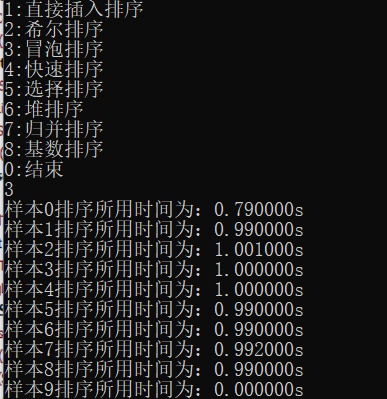 1:直接插入排序
2:希尔排序
3:冒泡排序
4:快速排序
5:选择排序
6:堆排序
7:归并排序
8:基数排序
0:结束
3
样本0排序所用时间为：0.790000s
样本1排序所用时间为：0.990000s
样本2排序所用时间为：1.001000s
样本3排序所用时间为：1.000000s
样本4排序所用时间为：1.000000s
样本5排序所用时间为：0.990000s
样本6排序所用时间为：0.990000s
样本7排序所用时间为：0.992000s
样本8排序所用时间为：0.990000s
样本9排序所用时间为：0.000000s